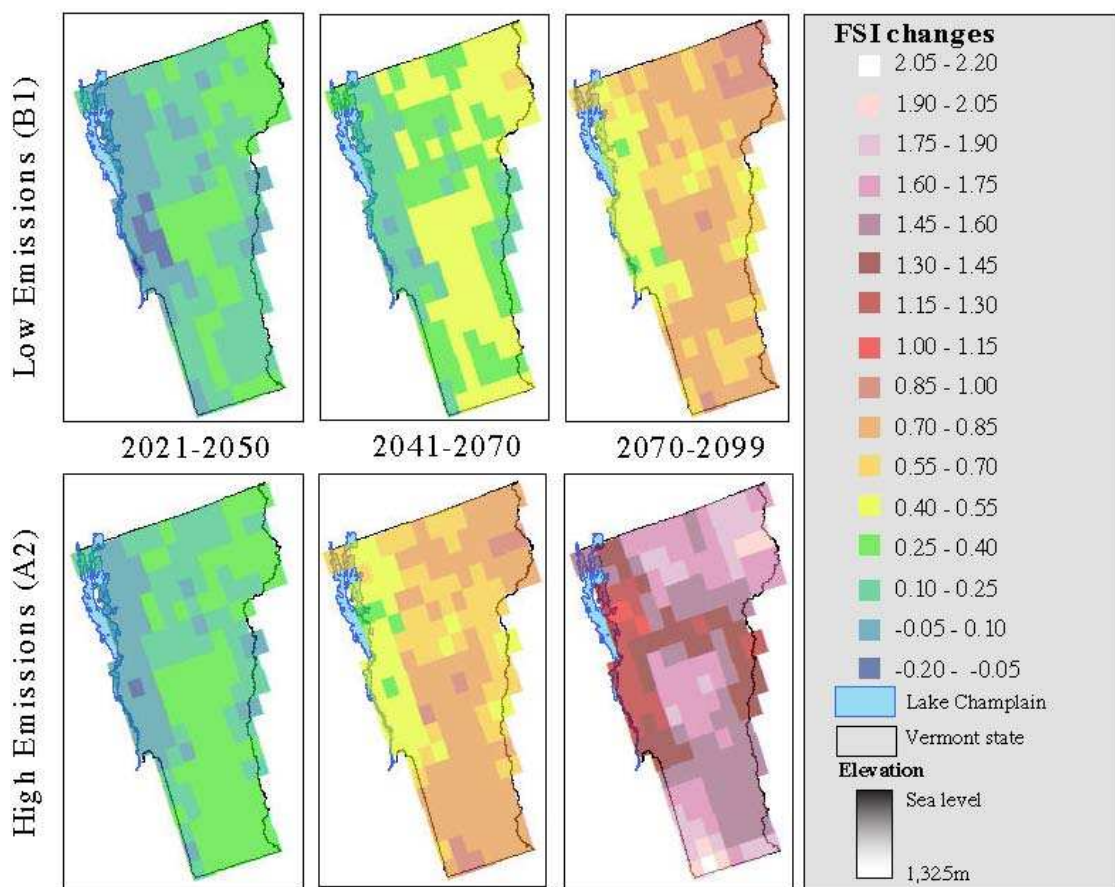 Low Emissions (B1)
2021-2050
2041-2070
2070-2099
High Emissions (A2)
FSI changes
2.05 - 2.20
1.90 - 2.05
1.75 - 1.90
1.60 - 1.75
1.45 - 1.60
1.30 - 1.45
1.15 - 1.30
1.00 - 1.15
0.85 - 1.00
0.70 - 0.85
0.55 - 0.70
0.40 - 0.55
0.25 - 0.40
0.10 - 0.25
-0.05 - 0.10
-0.20 - -0.05
Lake Champlain
Vermont state
Elevation
Sea level
1,325m